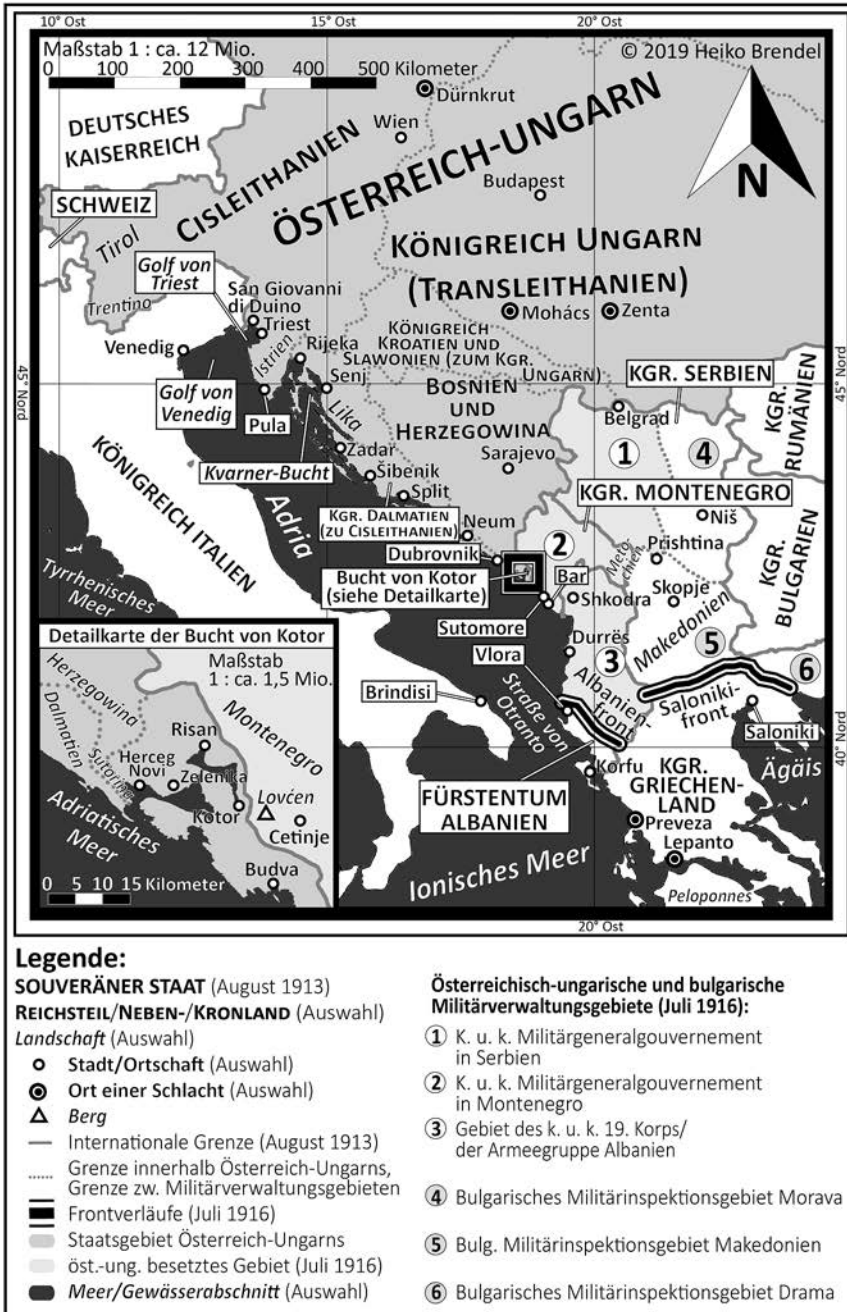 10° Ost
15° Ost
20° Ost
Maßstab 1 : ca. 12 Mio.
© 2019 Heiko Brendel
0 100 200 300 500 Kilometer
Dürnkrut
DEUTSCHES
KAISERREICH
Wien
CISLEITHANIEN
ÖSTERREICH-UNGARN
N
Budapest
SCHWEIZ
Tirol
KÖNIGREICH UNGARN
(TRANSLEITHANIEN)
Golf von
Triest
San Giovanni
di Duino
Trentino
Triest
Mohács
Zenta
Venedig
Istrien
Rijeka
KÖNIGREICH
KROATIEN UND
SLAWONIEN (ZUM KGR.
UNGARN)
Senj
45° Nord
45° Nord
KGR. SERBIEN
Golf von
Venedig
Pula
Lika
BOSNIEN
UND
HERZEGOWINA
Belgrad
KGR.
RUMÄNIEN
Zadar
Kvarner-Bucht
Sarajevo
1
4
Šibenik
KÖNIGREICH ITALIEN
Split
KGR. MONTENEGRO
Adria
KGR. DALMATIEN
(ZU CISLEITHANIEN)
Neum
Niš
Dubrovnik
2
Metochien
Prishtina
KGR.
BULGARIEN
Tyrrhenisches
Meer
Bucht von Kotor
(siehe Detailkarte)
Bar
Shkodra
Skopje
Sutomore
Makedonien
Durrës
5
Vlora
3
6
Brindisi
Straße von
Otranto
Albanien-
front
Saloniki-
front
Saloniki
40° Nord
Korfu
Ägäis
FÜRSTENTUM
ALBANIEN
KGR.
GRIECHEN-
LAND
Preveza
Lepanto
Ionisches Meer
Peloponnes
20° Ost
Detailkarte der Bucht von Kotor
Maßstab
1 : ca. 1,5 Mio.
Herzegowina
Montenegro
Dalmatien
Risan
Sutorina
Herceg
Novi
Zelenika
Lovćen
Kotor
Cetinje
Adriatisches
Meer
Budva
0 5 10 15 Kilometer
Legende:
SOUVERÄNER STAAT (August 1913)
REICHSTEIL/NEBEN-/KRONLAND (Auswahl)
Landschaft (Auswahl)
Stadt/Ortschaft (Auswahl)
Ort einer Schlacht (Auswahl)
Berg
Internationale Grenze (August 1913)
Grenze innerhalb Österreich-Ungarns,
Grenze zw. Militärverwaltungsgebieten
Frontverläufe (Juli 1916)
Staatsgebiet Österreich-Ungarns
öst.-ung. besetztes Gebiet (Juli 1916)
Meer/Gewässerabschnitt (Auswahl)
Österreichisch-ungarische und bulgarische
Militärverwaltungsgebiete (Juli 1916):
1 K. u. k. Militärgeneralgouvernement
in Serbien
2 K. u. k. Militärgeneralgouvernement
in Montenegro
3 Gebiet des k. u. k. 19. Korps/
der Armeegruppe Albanien
4 Bulgarisches Militärinspektionsgebiet Morava
5 Bulg. Militärinspektionsgebiet Makedonien
6 Bulgarisches Militärinspektionsgebiet Drama